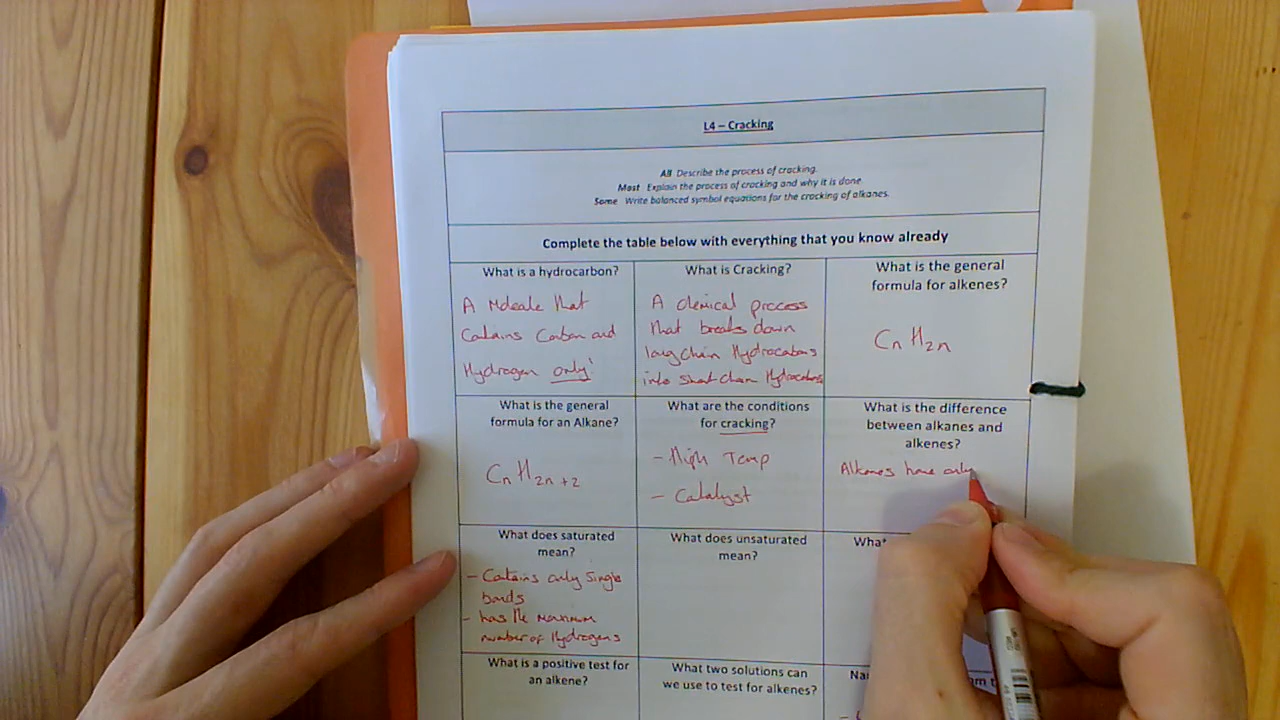 L4 – Cracking
All Describe the process of cracking.
Most Explain the process of cracking and why it is done
Some Write balanced symbol equations for the cracking of alkanes.
Complete the table below with everything that you know already
What is a hydrocarbon?
A Molecule that
Contains Carbon and
Hydrogen only!
What is Cracking?
A chemical process
that breaks down
long chain Hydrocarbons
into short chain Hydrocarbons
What is the general
formula for alkenes?
CnH2n
What is the general
formula for an Alkane?
CnH2n+2
What are the conditions
for cracking?
- High Temp
- Catalyst
What is the difference
between alkanes and
alkenes?
Alkanes have only
What does saturated
mean?
- Contains only single
bonds
- has the maximum
number of Hydrogens
What does unsaturated
mean?
What
What is a positive test for
an alkene?
What two solutions can
we use to test for alkenes?